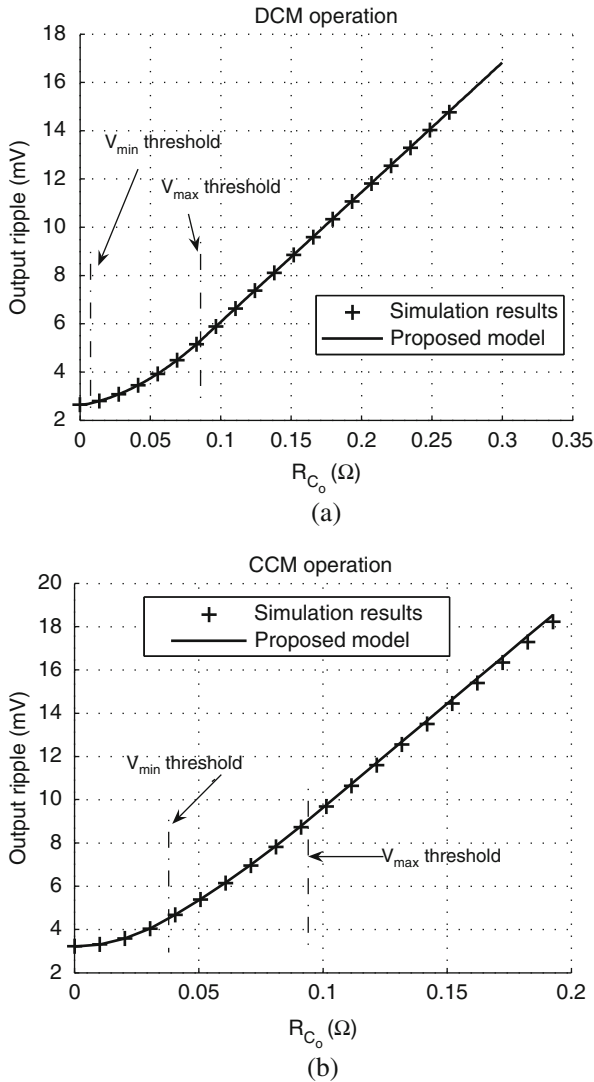 DCM operation
Output ripple (mV)
18
16
14
12
10
8
6
4
2
V_min threshold
V_max threshold
Simulation results
Proposed model
0 0.05 0.1 0.15 0.2 0.25 0.3 0.35
R_Co (Ω)
(a)
CCM operation
Output ripple (mV)
20
18
16
14
12
10
8
6
4
2
Simulation results
Proposed model
V_min threshold
V_max threshold
0 0.05 0.1 0.15 0.2
R_Co (Ω)
(b)